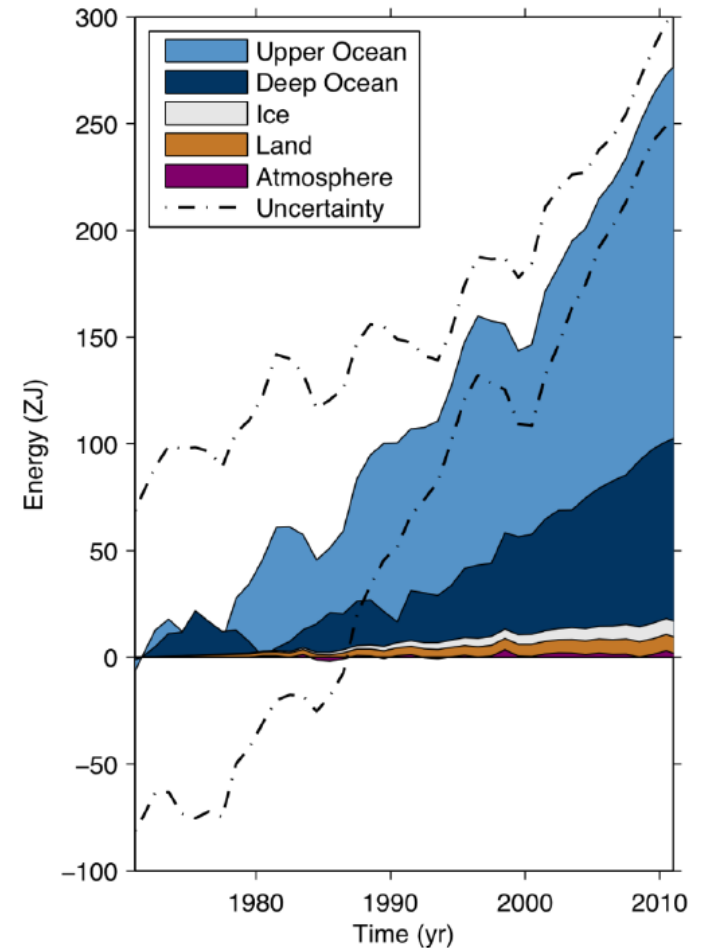 300
250
200
150
100
50
0
−50
−100
Energy (ZJ)
Upper Ocean
Deep Ocean
Ice
Land
Atmosphere
Uncertainty
1980 1990 2000 2010
Time (yr)